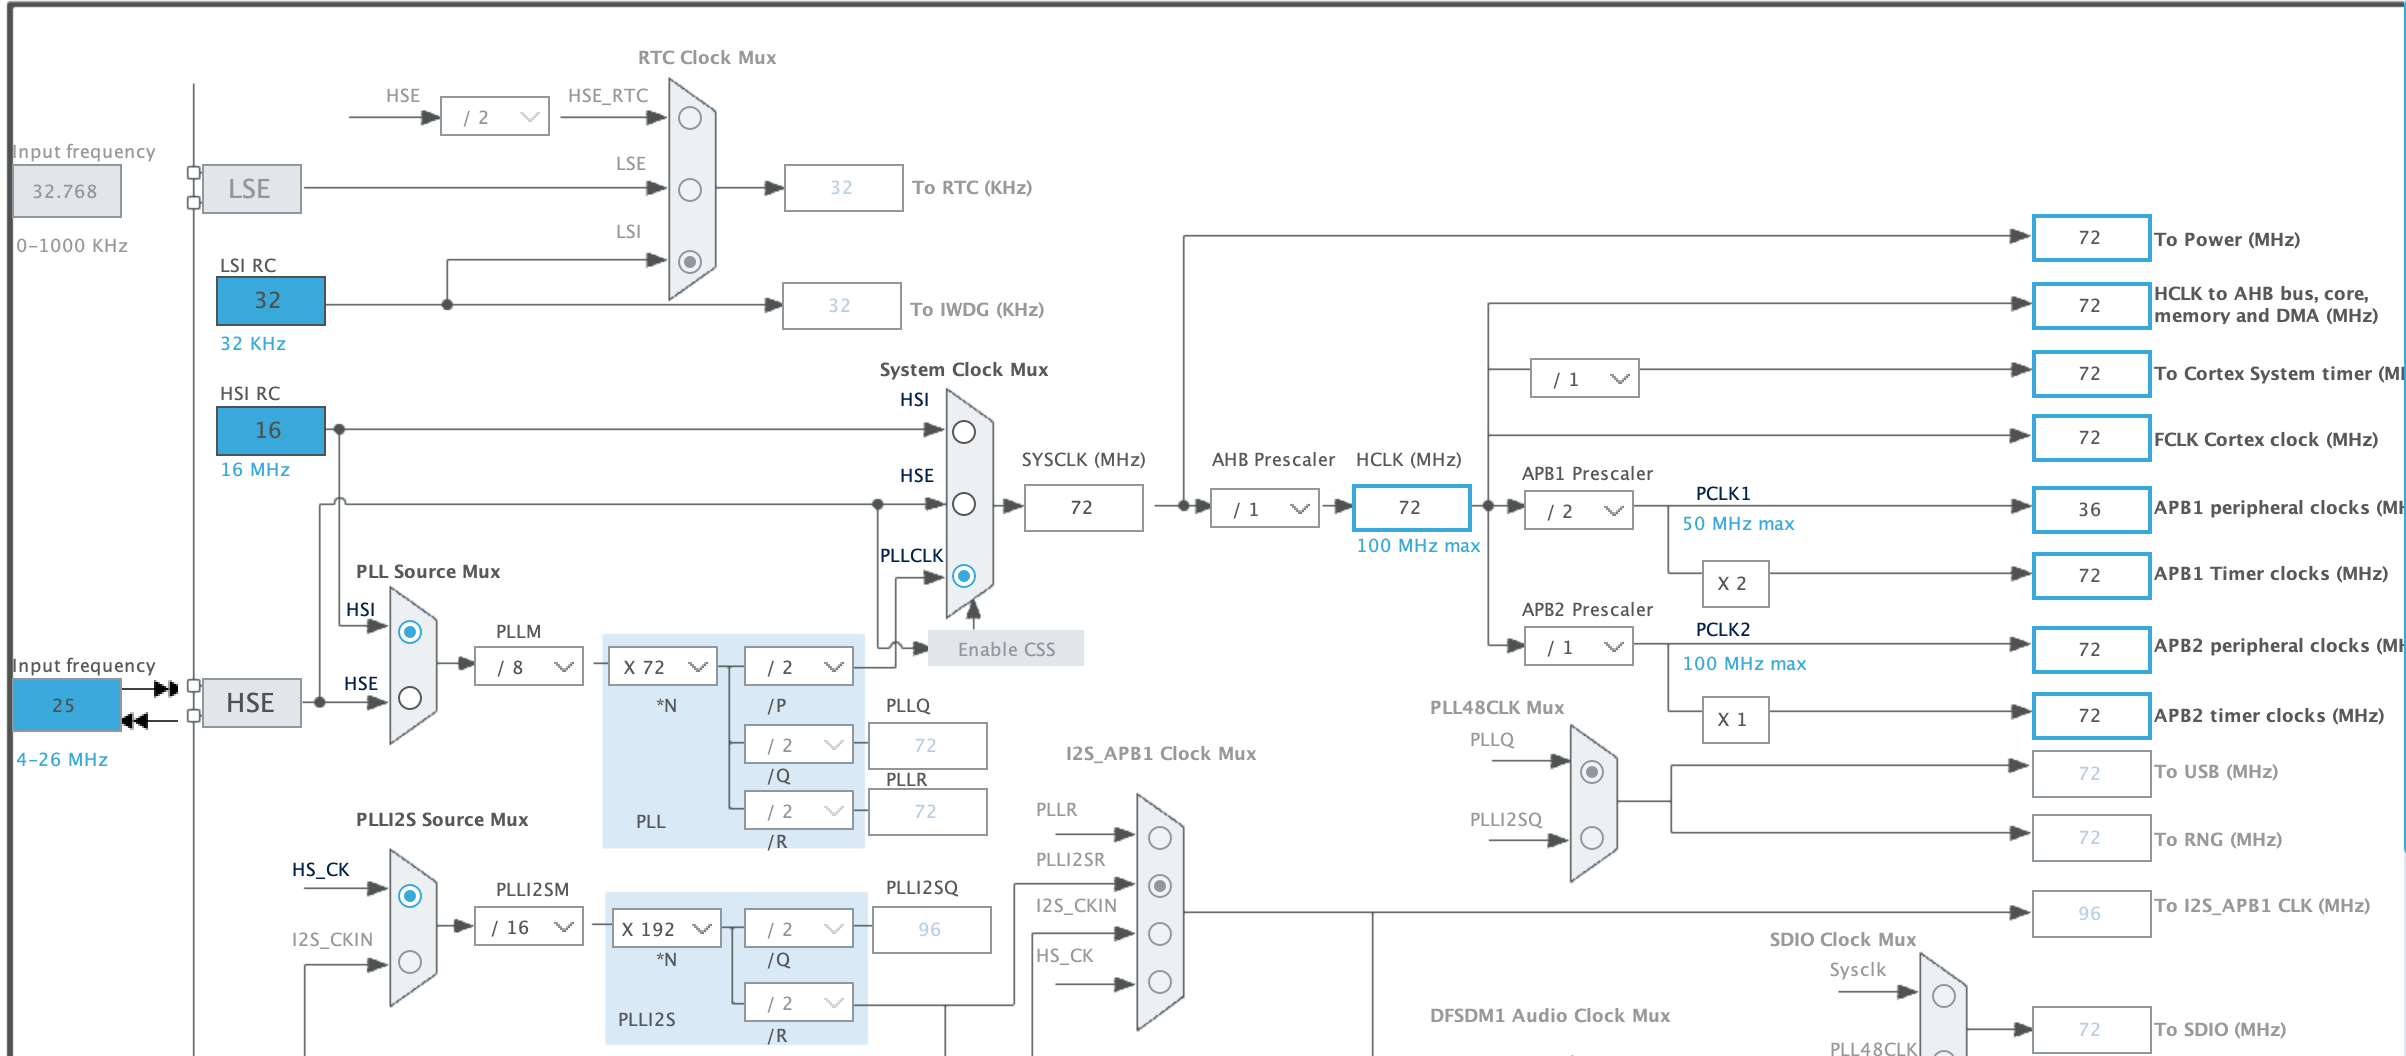 RTC Clock Mux
HSE
/ 2
HSE_RTC
Input frequency
32.768
0-1000 KHz
LSE
LSE
32
To RTC (KHz)
LSI
LSI RC
32
32 KHz
32
To IWDG (KHz)
72
To Power (MHz)
72
HCLK to AHB bus, core,
memory and DMA (MHz)
/ 1
72
To Cortex System timer (M
72
FCLK Cortex clock (MHz)
HSI RC
16
16 MHz
System Clock Mux
HSI
HSE
PLLCLK
SYSCLK (MHz)
72
AHB Prescaler
/ 1
HCLK (MHz)
72
100 MHz max
APB1 Prescaler
/ 2
PCLK1
50 MHz max
36
APB1 peripheral clocks (M
X 2
72
APB1 Timer clocks (MHz)
APB2 Prescaler
/ 1
PCLK2
100 MHz max
72
APB2 peripheral clocks (M
X 1
72
APB2 timer clocks (MHz)
Enable CSS
PLL Source Mux
HSI
HSE
Input frequency
25
4-26 MHz
HSE
PLLM
/ 8
X 72
*N
/ 2
/P
PLLQ
/ 2
72
/Q
PLLR
/ 2
72
/R
PLL
PLL48CLK Mux
PLLQ
PLLI2SQ
72
To USB (MHz)
72
To RNG (MHz)
I2S_APB1 Clock Mux
PLLR
PLLI2SR
I2S_CKIN
HS_CK
96
To I2S_APB1 CLK (MHz)
PLLI2S Source Mux
HS_CK
I2S_CKIN
PLLI2SM
/ 16
X 192
*N
/ 2
/Q
PLLI2SQ
96
/ 2
/R
PLLI2S
SDIO Clock Mux
Sysclk
PLL48CLK
72
To SDIO (MHz)
DFSDM1 Audio Clock Mux